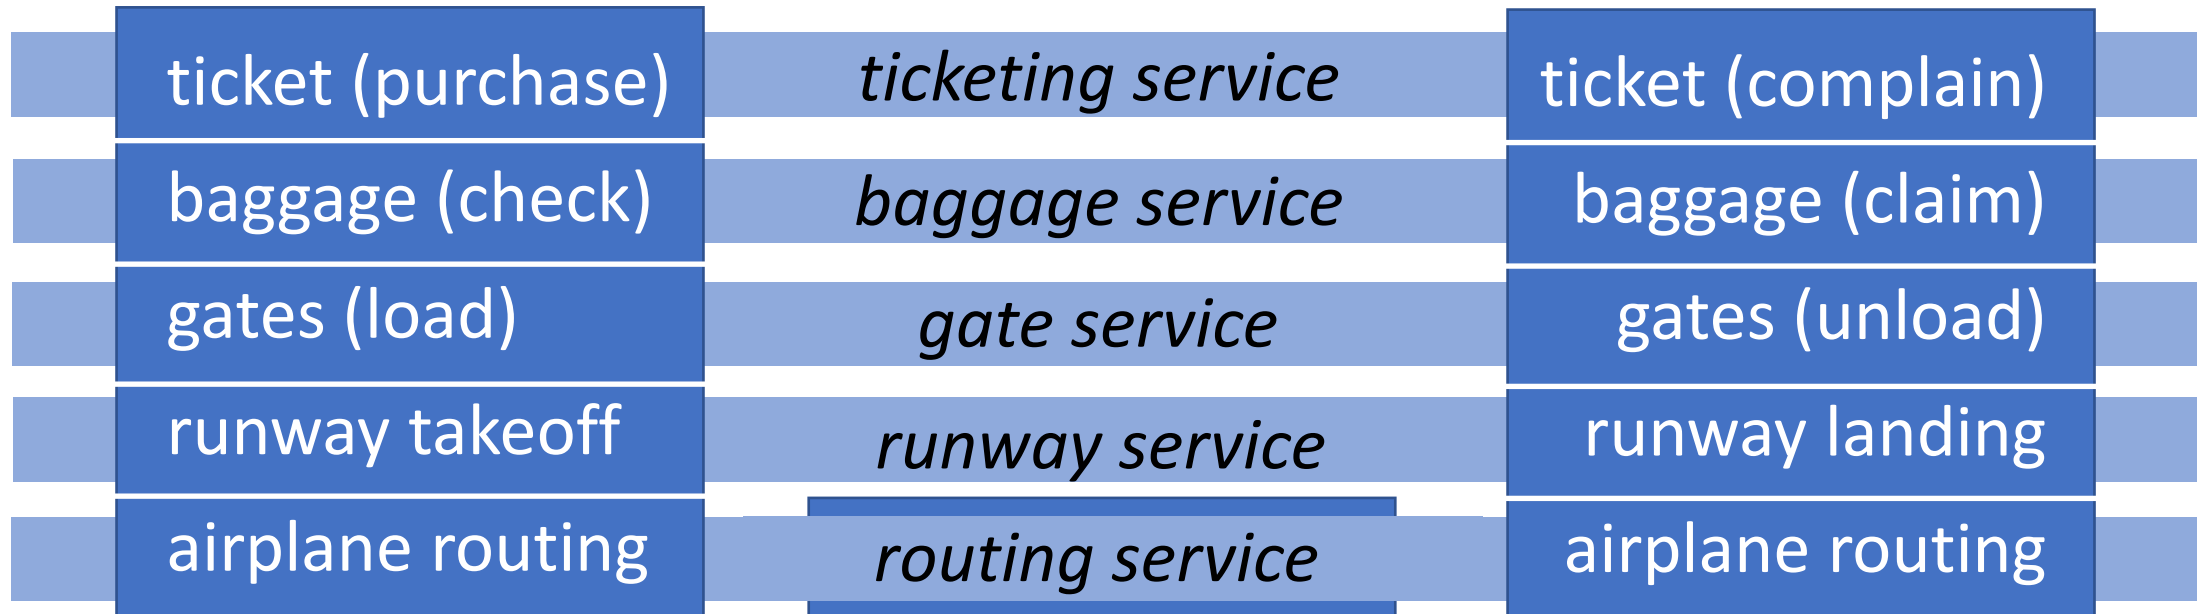 ticket (purchase) ticketing service ticket (complain)
baggage (check) baggage service baggage (claim)
gates (load) gate service gates (unload)
runway takeoff runway service runway landing
airplane routing routing service airplane routing